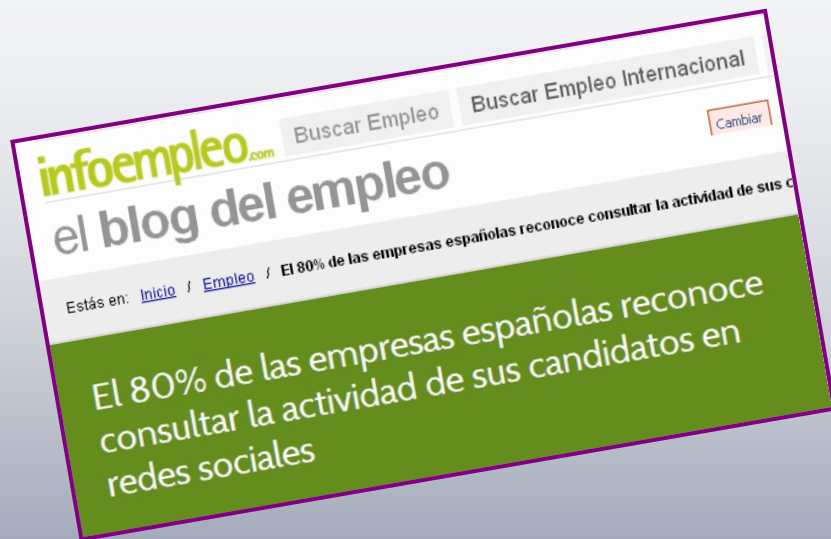 infoempleo.com Buscar Empleo Buscar Empleo Internacional
el blog del empleo Cambiar
Estás en: Inicio / Empleo / El 80% de las empresas españolas reconoce consultar la actividad de sus
El 80% de las empresas españolas reconoce
consultar la actividad de sus candidatos en
redes sociales